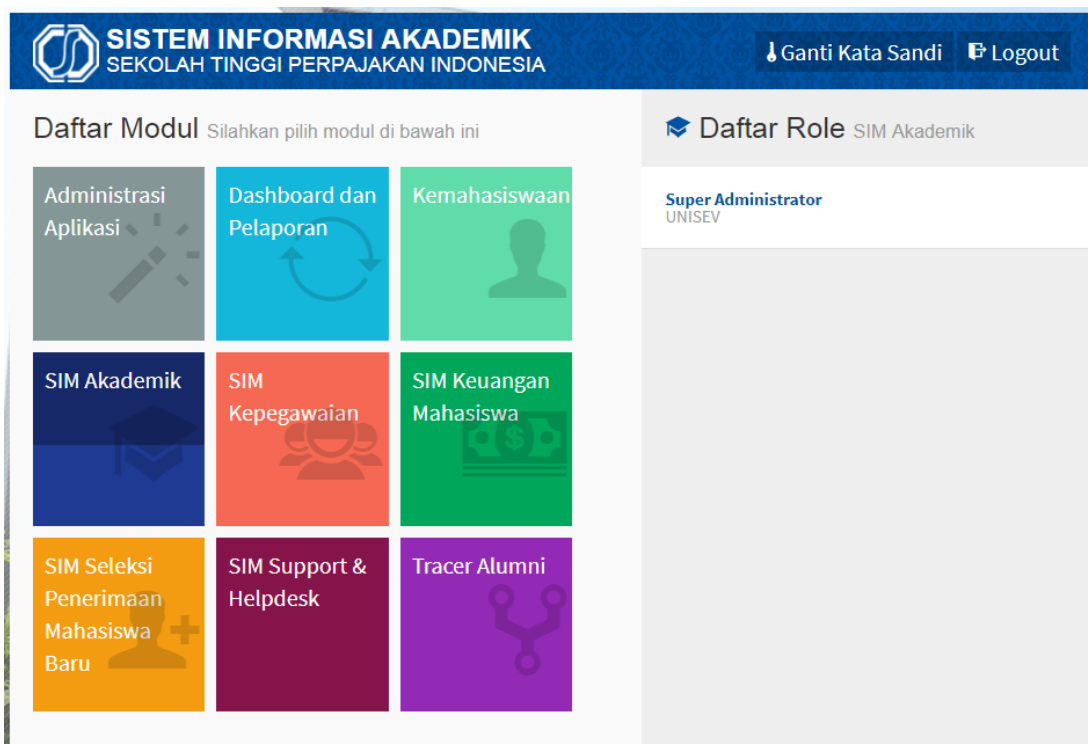 SISTEM INFORMASI AKADEMIK
SEKOLAH TINGGI PERPAJAKAN INDONESIA
Ganti Kata Sandi
Logout
Daftar Modul Silahkan pilih modul di bawah ini
Administrasi
Aplikasi
Dashboard dan
Pelaporan
Kemahasiswaan
SIM Akademik
SIM
Kepegawaian
SIM Keuangan
Mahasiswa
SIM Seleksi
Penerimaan
Mahasiswa
Baru
SIM Support &
Helpdesk
Tracer Alumni
Daftar Role SIM Akademik
Super Administrator
UNISEV